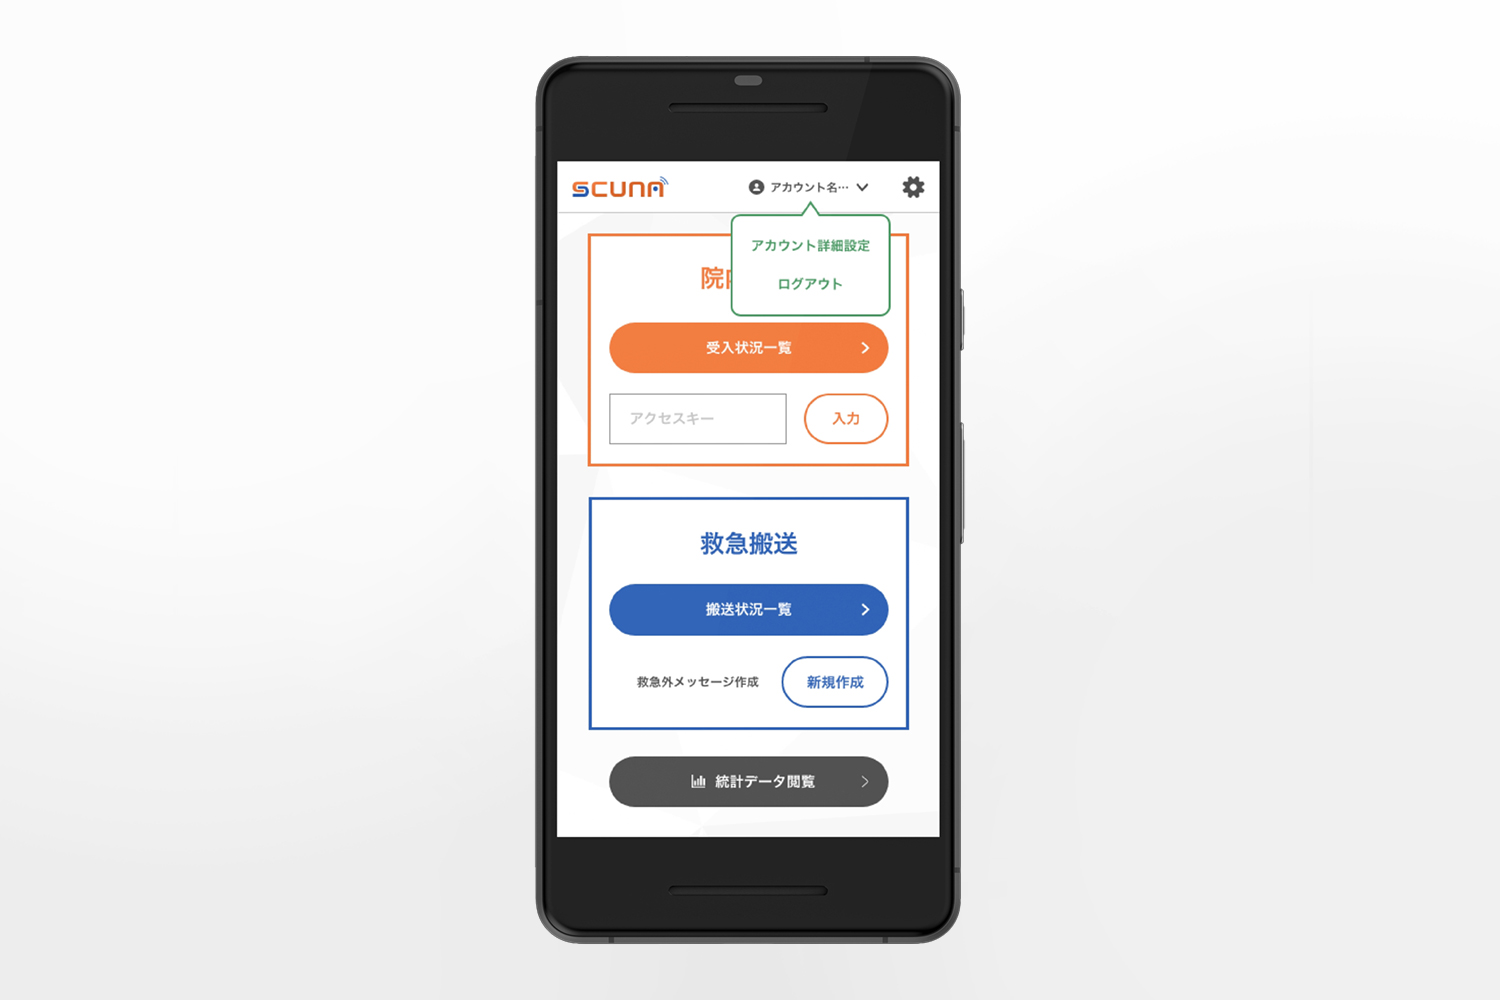 SCUNA
アカウント名…
アカウント詳細設定
ログアウト
院
受入状況一覧
アクセスキー
入力
救急搬送
搬送状況一覧
救急外メッセージ作成
新規作成
統計データ閲覧